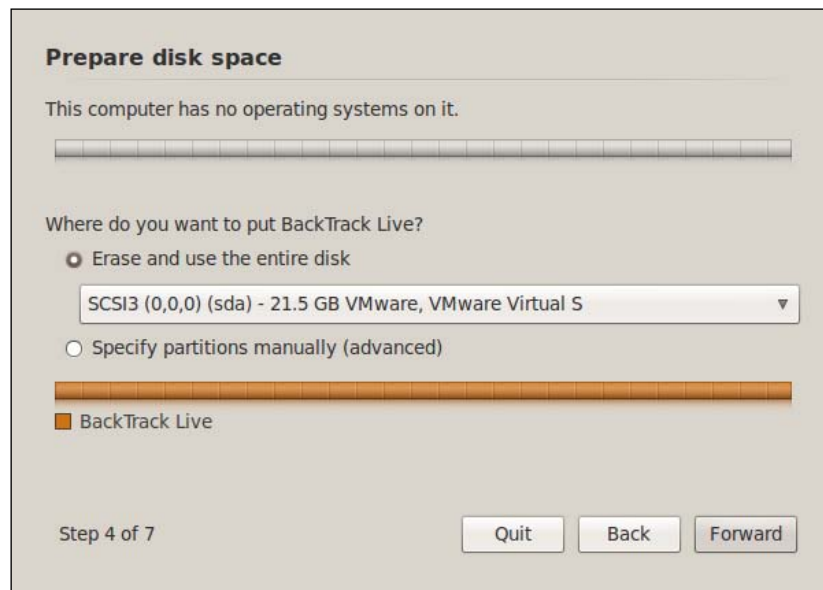 Prepare disk space
This computer has no operating systems on it.
Where do you want to put BackTrack Live?
Erase and use the entire disk
SCSI3 (0,0,0) (sda) - 21.5 GB VMware, VMware Virtual S
Specify partitions manually (advanced)
BackTrack Live
Step 4 of 7
Quit
Back
Forward